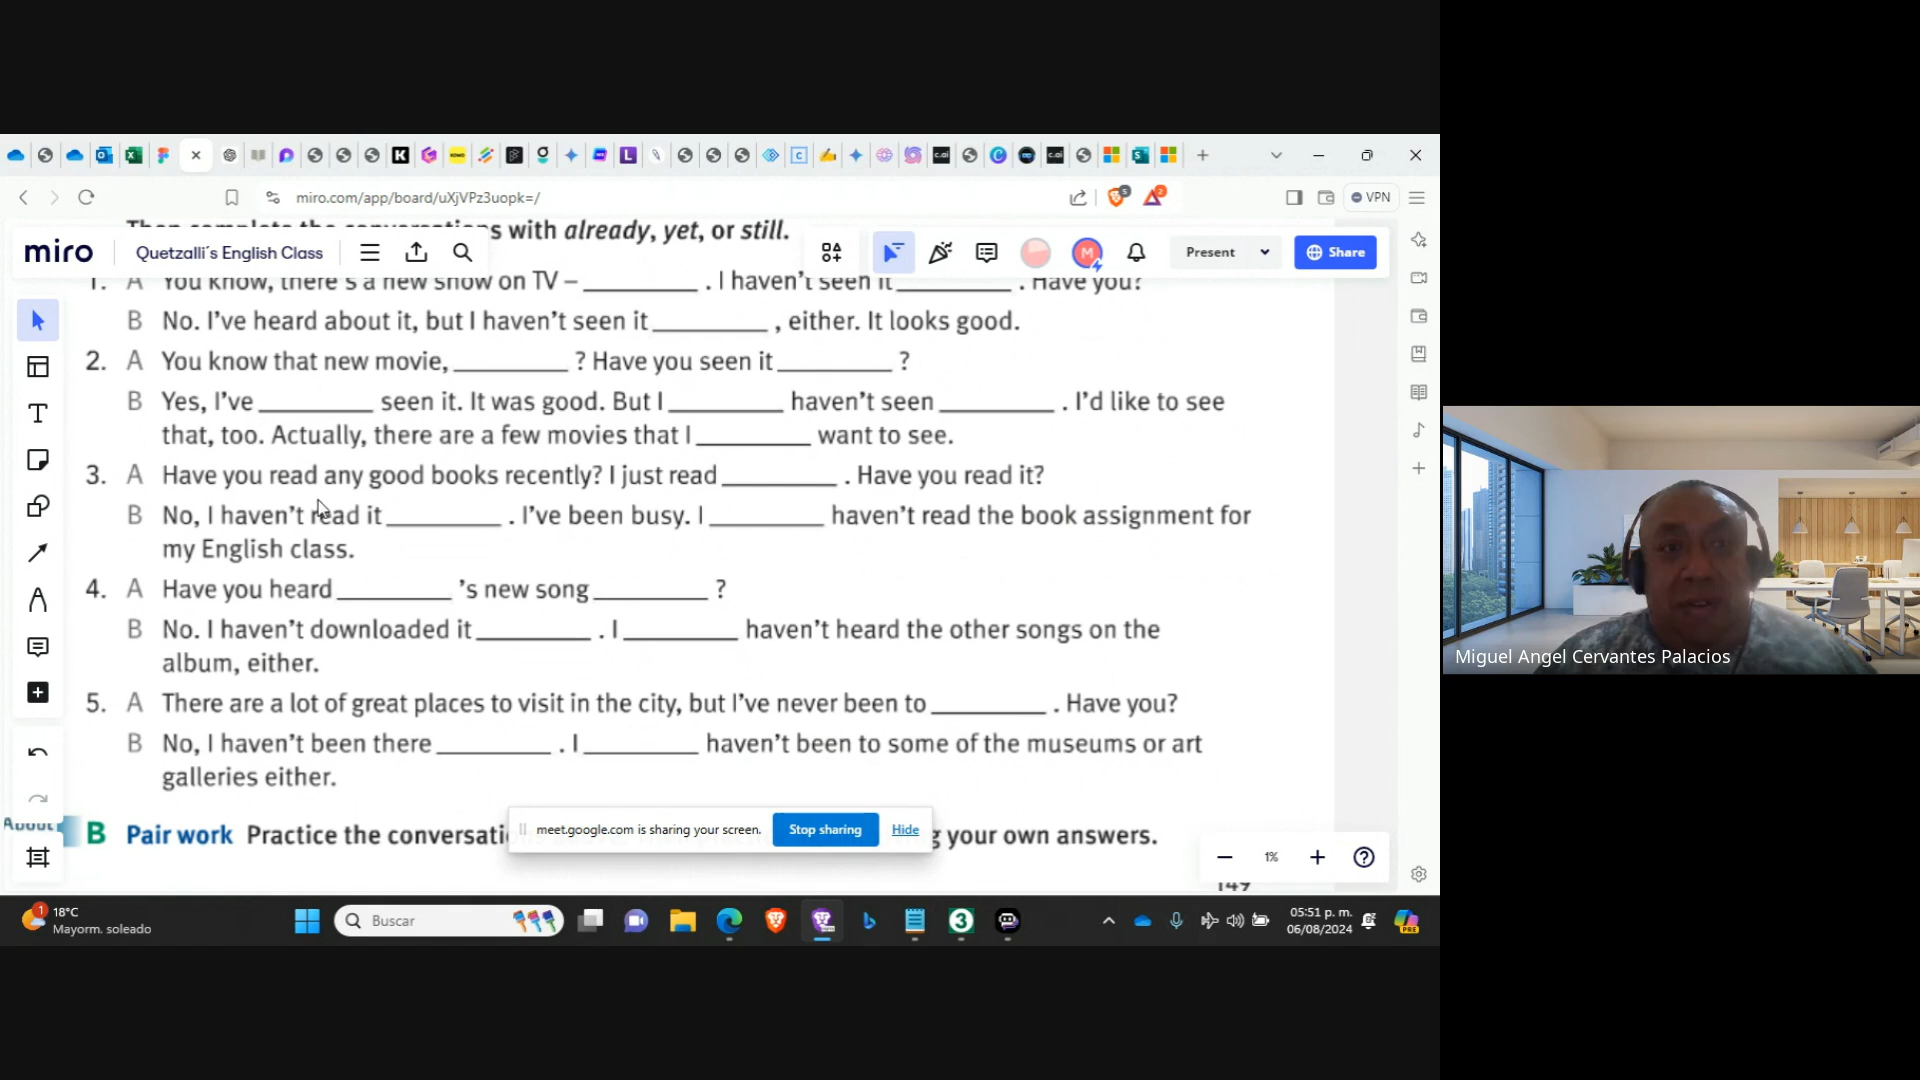 miro.com/app/board/uXjVPz3uopk=/
VPN
Then complete the conversations with already, yet, or still.
miro
Quetzalli´s English Class
Present
Share
1. A You know, there's a new show on TV – ________ . I haven't seen it ________ . Have you?
B No. I've heard about it, but I haven't seen it ________ , either. It looks good.
2. A You know that new movie, ________ ? Have you seen it ________ ?
B Yes, I've ________ seen it. It was good. But I ________ haven't seen ________ . I'd like to see
that, too. Actually, there are a few movies that I ________ want to see.
3. A Have you read any good books recently? I just read ________ . Have you read it?
B No, I haven't read it ________ . I've been busy. I ________ haven't read the book assignment for
my English class.
4. A Have you heard ________ 's new song ________ ?
B No. I haven't downloaded it ________ . I ________ haven't heard the other songs on the
album, either.
5. A There are a lot of great places to visit in the city, but I've never been to ________ . Have you?
B No, I haven't been there ________ . I ________ haven't been to some of the museums or art
galleries either.
About
B Pair work Practice the conversati
your own answers.
meet.google.com is sharing your screen.
Stop sharing
Hide
1%
149
Miguel Angel Cervantes Palacios
18°C
Mayorm. soleado
Buscar
05:51 p. m.
06/08/2024